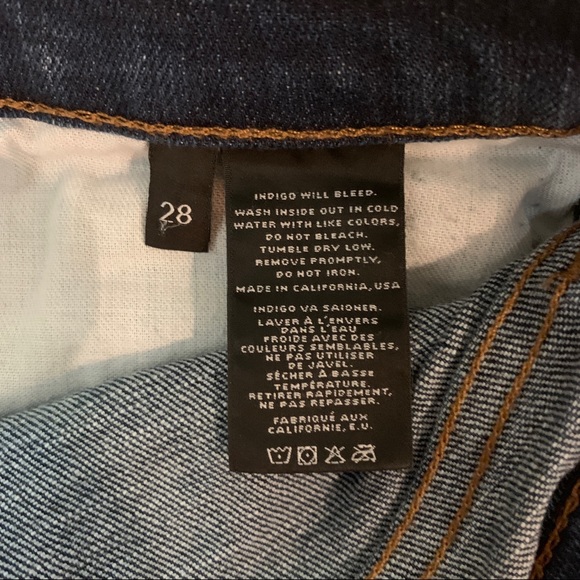 28
INDIGO WILL BLEED.
WASH INSIDE OUT IN COLD
WATER WITH LIKE COLORS,
DO NOT BLEACH.
TUMBLE DRY LOW.
REMOVE PROMPTLY,
DO NOT IRON.
MADE IN CALIFORNIA, USA
INDIGO VA SAIGNER.
LAVER À L'ENVERS
DANS L'EAU
FROIDE AVEC DES
COULEURS SEMBLABLES,
NE PAS UTILISER
DE JAVEL.
SÉCHER À BASSE
TEMPÉRATURE.
RETIRER RAPIDEMENT,
NE PAS REPASSER.
FABRIQUÉ AUX
CALIFORNIE, E.U.